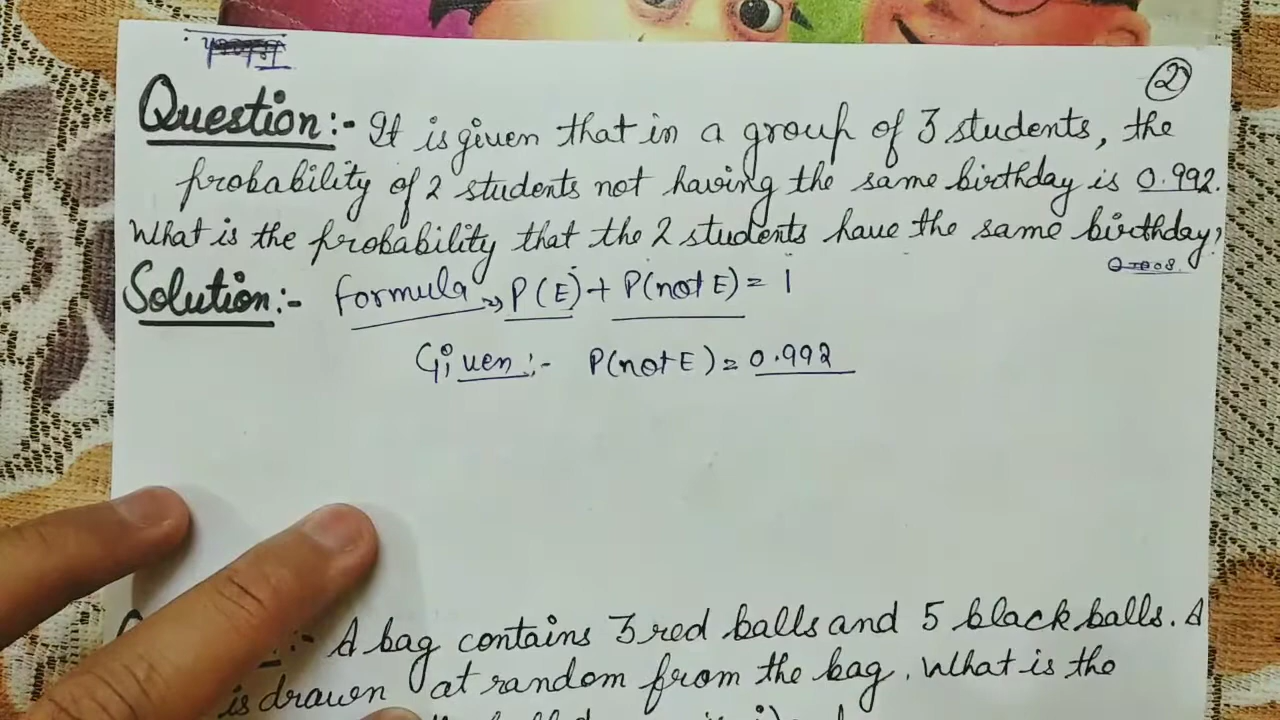 2
Question:- It is given that in a group of 3 students, the
probability of 2 students not having the same birthday is 0.992.
What is the probability that the 2 students have the same birthday?
Solution:- Formula → P(E) + P(not E) = 1
Given:- P(not E) = 0.992
:- A bag contains 3 red balls and 5 black balls. A
is drawn at random from the bag. What is the